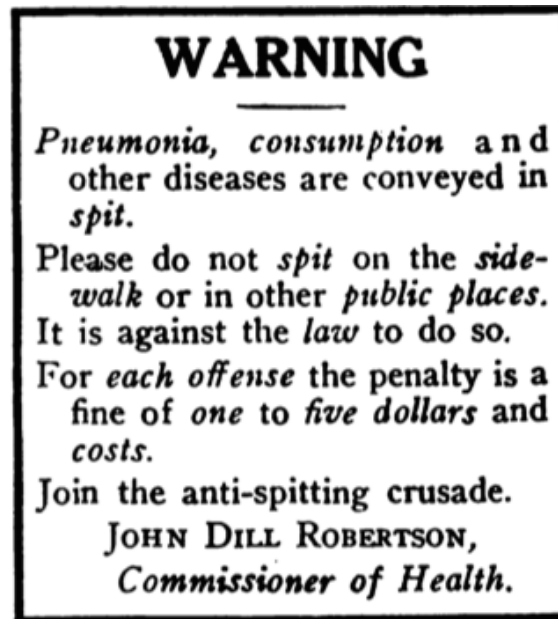 WARNING
Pneumonia, consumption and
other diseases are conveyed in
spit.
Please do not spit on the side-
walk or in other public places.
It is against the law to do so.
For each offense the penalty is a
fine of one to five dollars and
costs.
Join the anti-spitting crusade.
JOHN DILL ROBERTSON,
Commissioner of Health.